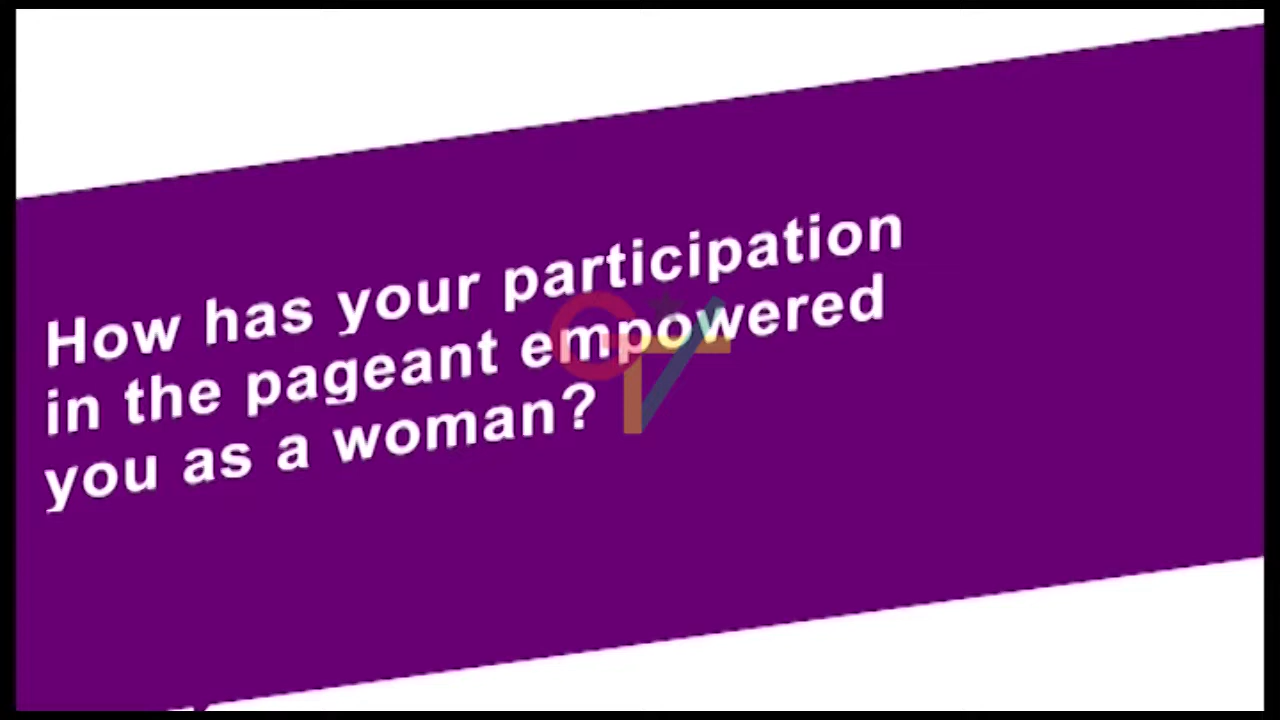 How has your participation
in the pageant empowered
you as a woman?